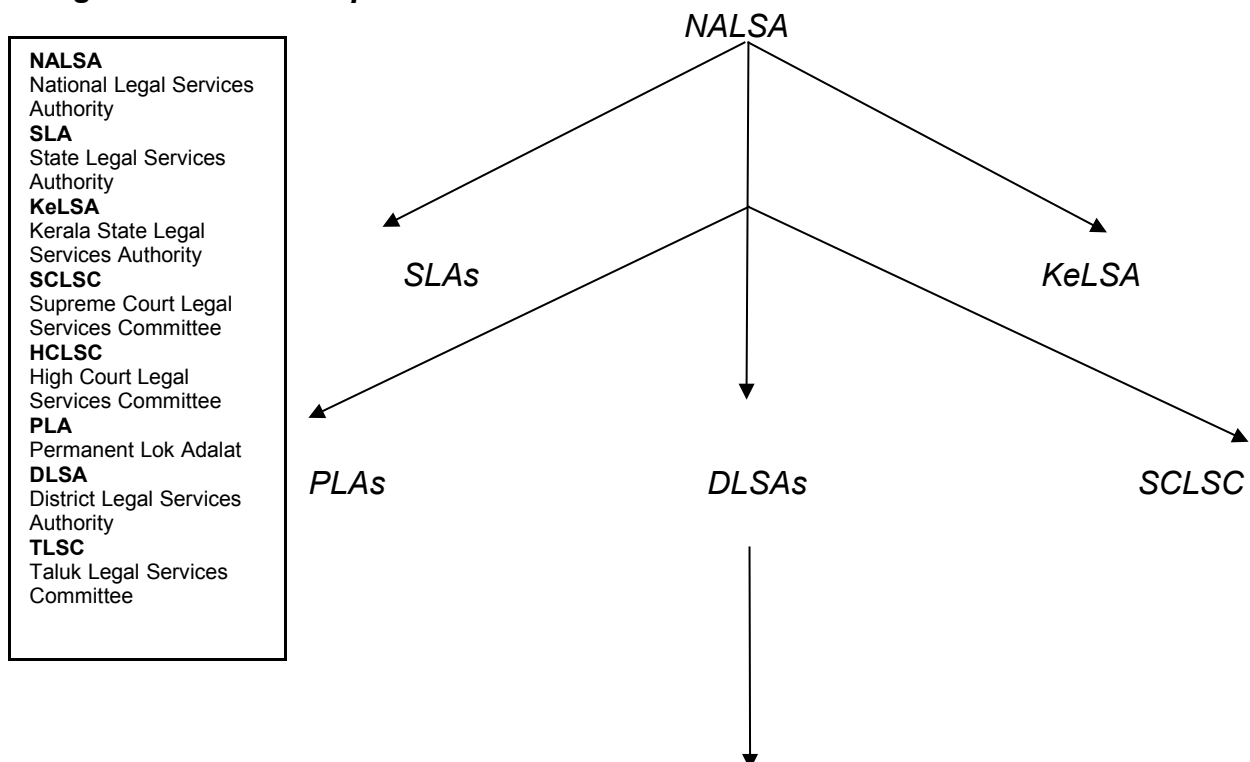 NALSA
NALSA
National Legal Services
Authority
SLA
State Legal Services
Authority
KeLSA
Kerala State Legal
Services Authority
SCLSC
Supreme Court Legal
Services Committee
HCLSC
High Court Legal
Services Committee
PLA
Permanent Lok Adalat
DLSA
District Legal Services
Authority
TLSC
Taluk Legal Services
Committee
SLAs
KeLSA
PLAs
DLSAs
SCLSC